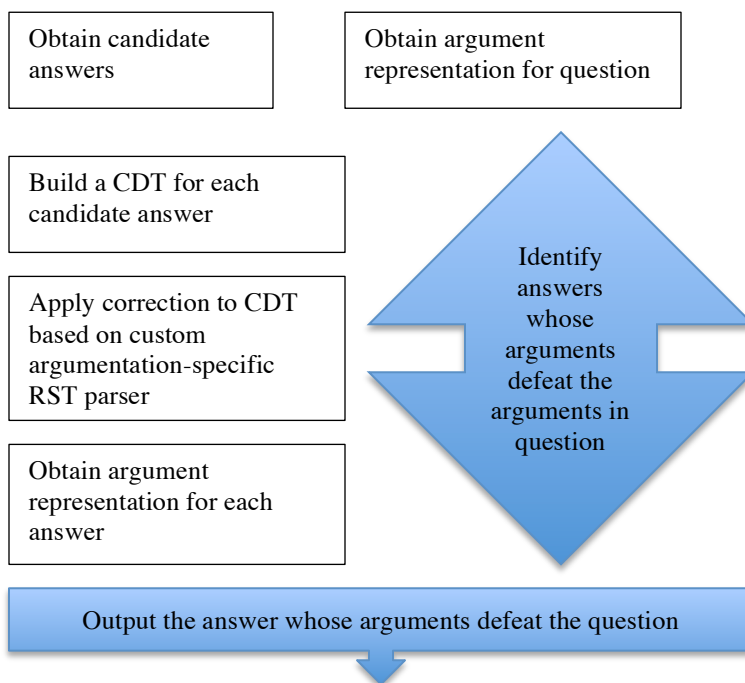 Obtain candidate
answers
Obtain argument
representation for question
Build a CDT for each
candidate answer
Apply correction to CDT
based on custom
argumentation-specific
RST parser
Obtain argument
representation for each
answer
Identify
answers
whose
arguments
defeat the
arguments in
question
Output the answer whose arguments defeat the question